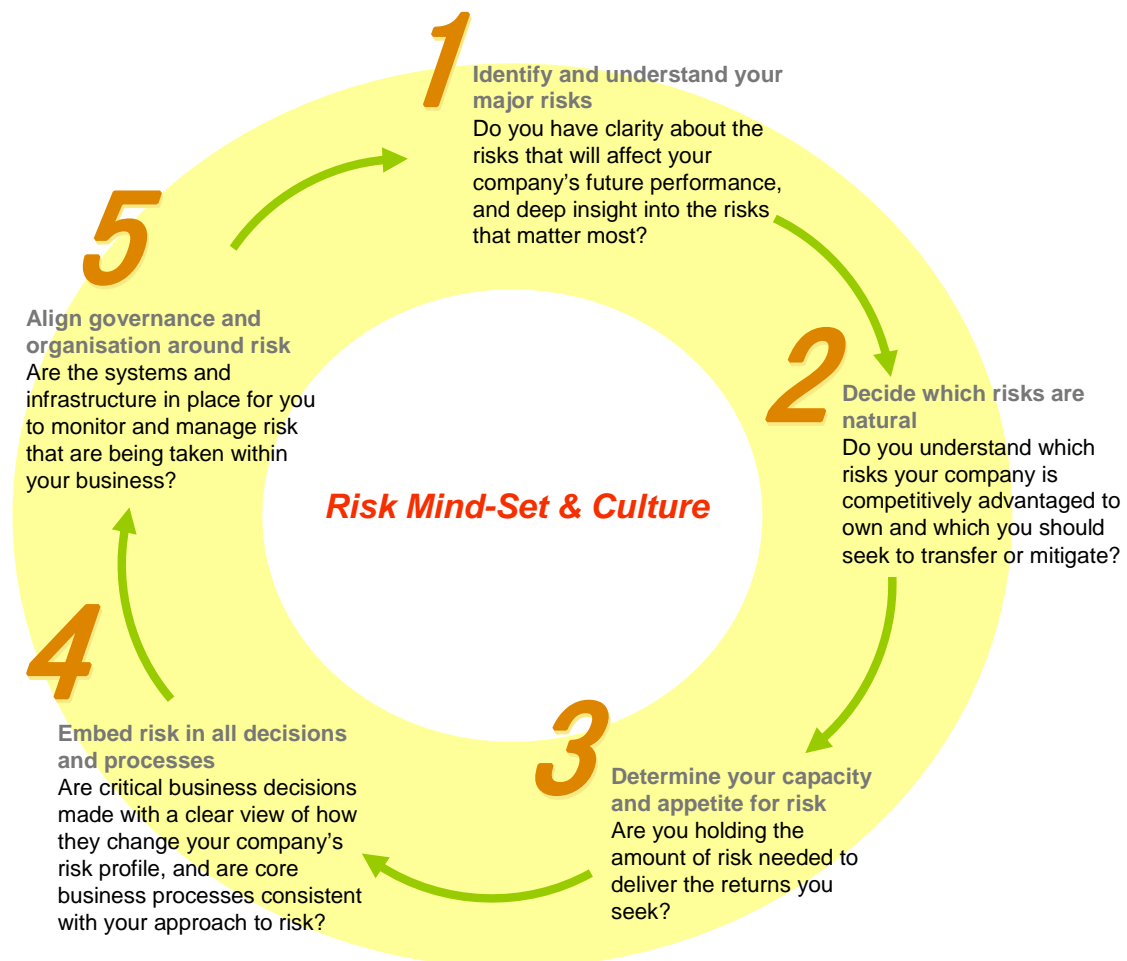 1
Identify and understand your
major risks
Do you have clarity about the
risks that will affect your
company's future performance,
and deep insight into the risks
that matter most?
2
Decide which risks are
natural
Do you understand which
risks your company is
competitively advantaged to
own and which you should
seek to transfer or mitigate?
3
Determine your capacity
and appetite for risk
Are you holding the
amount of risk needed to
deliver the returns you
seek?
4
Embed risk in all decisions
and processes
Are critical business decisions
made with a clear view of how
they change your company's
risk profile, and are core
business processes consistent
with your approach to risk?
5
Align governance and
organisation around risk
Are the systems and
infrastructure in place for you
to monitor and manage risk
that are being taken within
your business?
Risk Mind-Set & Culture